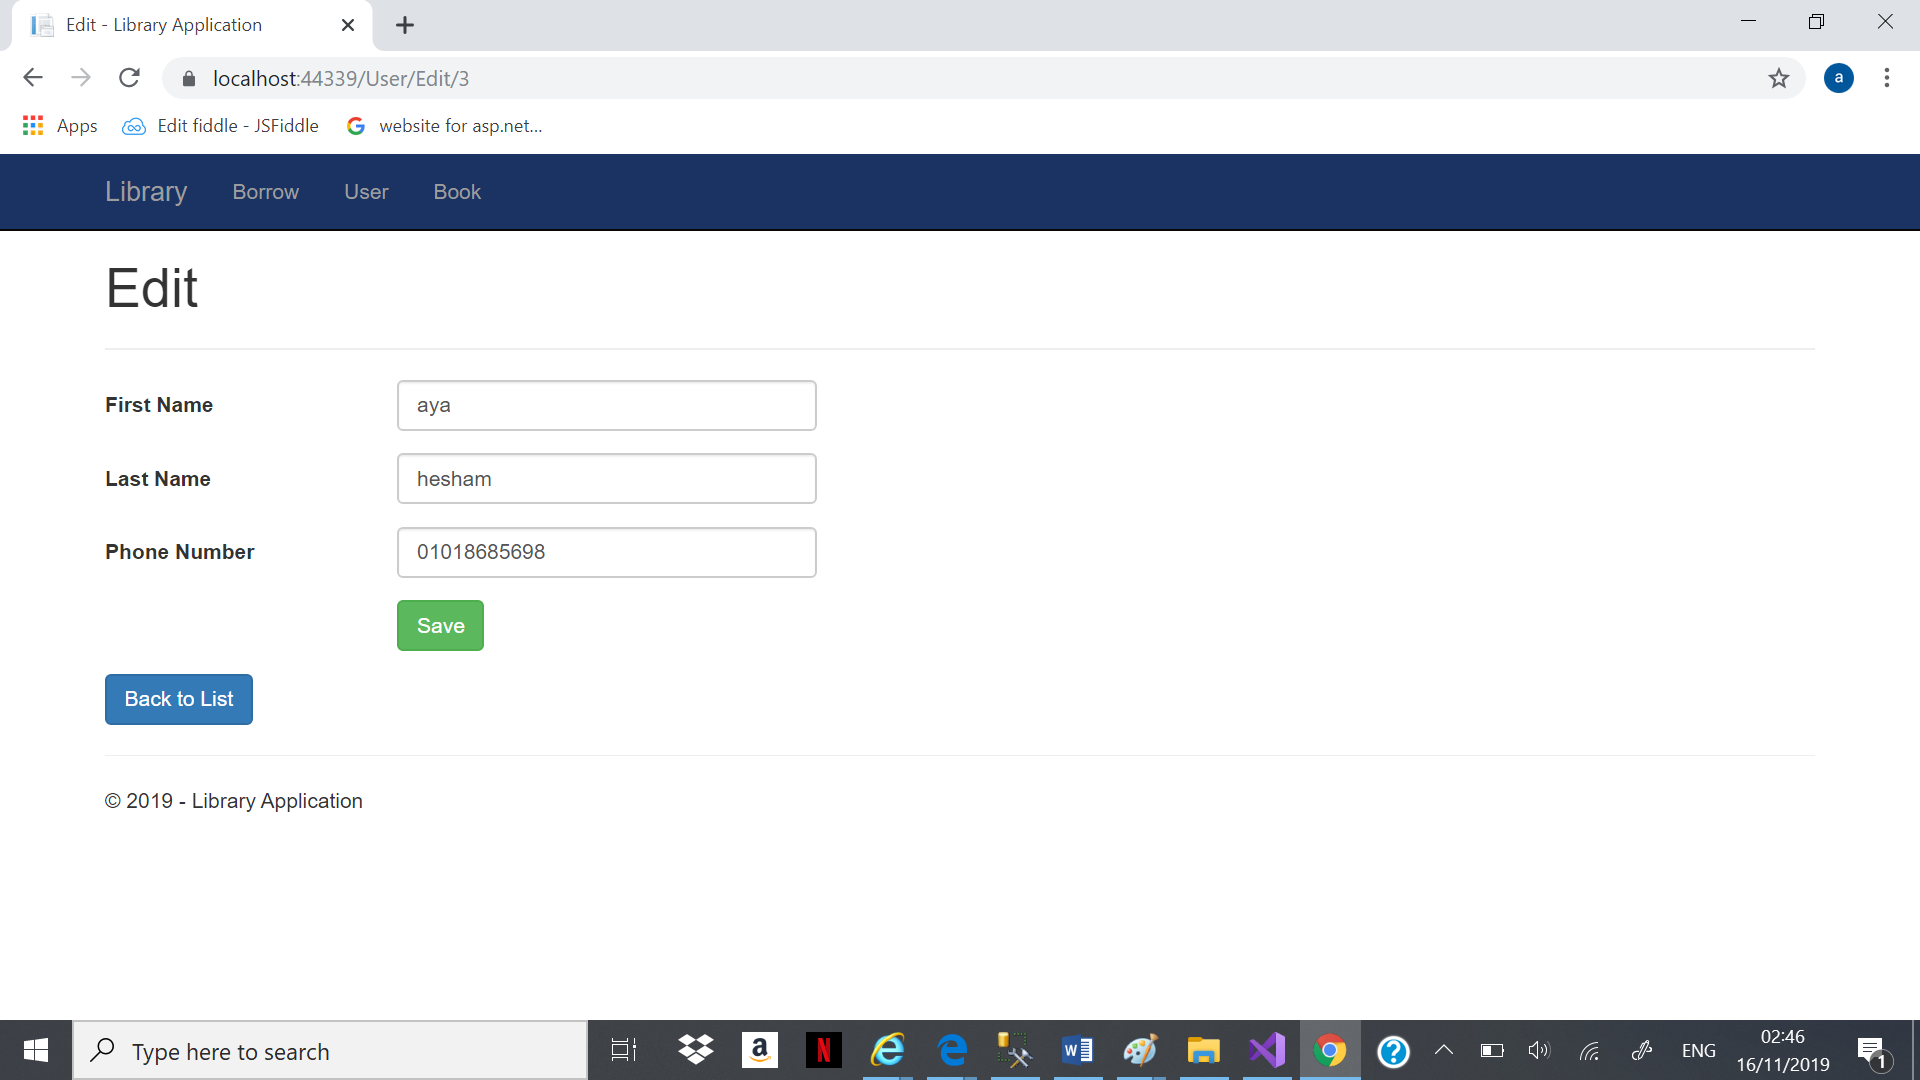 Edit - Library Application
localhost:44339/User/Edit/3
a
Apps
Edit fiddle - JSFiddle
website for asp.net...
Library Borrow User Book
Edit
First Name aya
Last Name hesham
Phone Number 01018685698
Save
Back to List
© 2019 - Library Application
Type here to search
a
N
W
?
ENG
02:46
16/11/2019
1